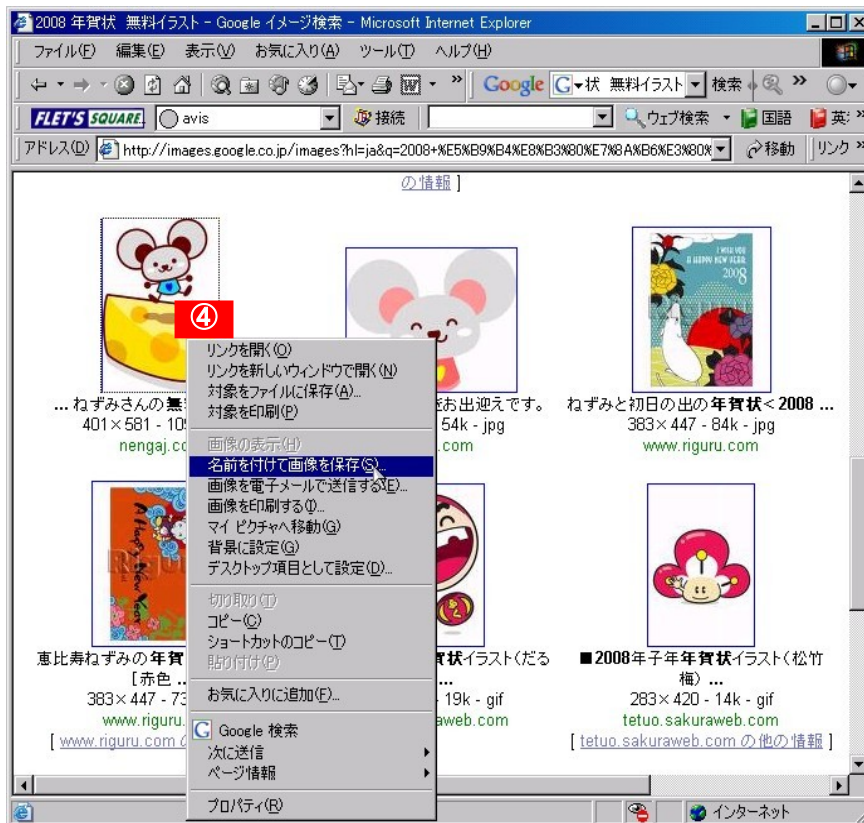 2008 年賀状 無料イラスト - Google イメージ検索 - Microsoft Internet Explorer
ファイル(F) 編集(E) 表示(V) お気に入り(A) ツール(T) ヘルプ(H)
Google G 状 無料イラスト 検索
FLET'S SQUARE avis 接続 ウェブ検索 国語 英:
アドレス(D) http://images.google.co.jp/images?hl=ja&q=2008+%E5%B9%B4%E8%B3%80%E7%8A%B6%E3%80% 移動 リンク
の情報 ]
I WISH YOU
A HAPPY NEW YEAR
2008
④
リンクを開く(O)
リンクを新しいウィンドウで開く(N)
対象をファイルに保存(A)...
対象を印刷(P)
画像の表示(H)
名前を付けて画像を保存(S)...
画像を電子メールで送信する(E)...
画像を印刷する(I)...
マイ ピクチャへ移動(G)
背景に設定(G)
デスクトップ項目として設定(D)...
切り取り(T)
コピー(C)
ショートカットのコピー(T)
貼り付け(P)
お気に入りに追加(F)...
G Google 検索
次に送信
ページ情報
プロパティ(R)
... ねずみさんの無
401×581 - 10
nengaj.co
をお出迎えです。
54k - jpg
.com
ねずみと初日の出の年賀状<2008 ...
383×447 - 84k - jpg
www.riguru.com
A Happy New Year
恵比寿ねずみの年賀
[赤色 ...
383×447 - 73
www.riguru.
[ www.riguru.com
状イラスト(だる
...
19k - gif
aweb.com
■2008年子年年賀状イラスト(松竹
梅) ...
283×420 - 14k - gif
tetuo.sakuraweb.com
[ tetuo.sakuraweb.com の他の情報 ]
インターネット